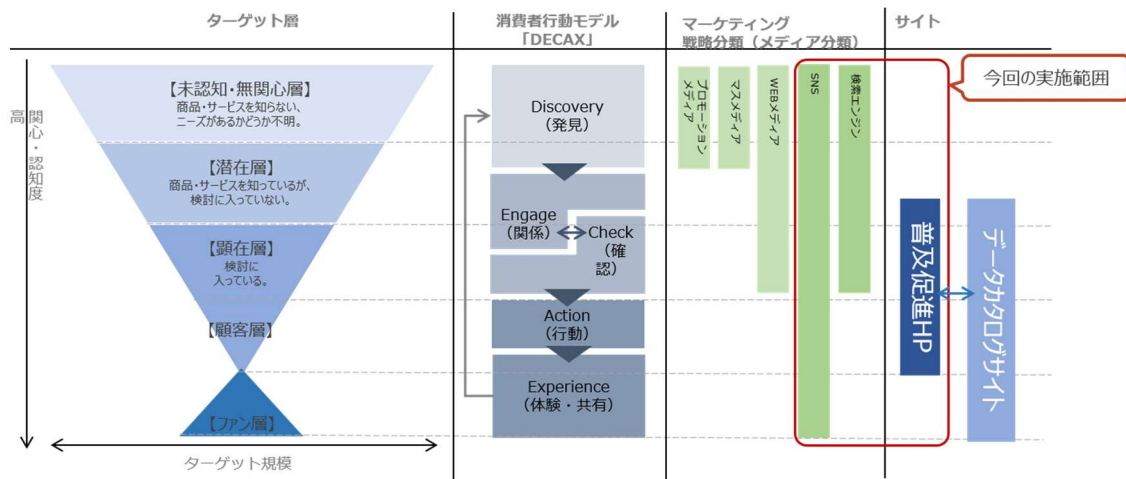 ターゲット層
消費者行動モデル
「DECAX」
マーケティング
戦略分類（メディア分類）
サイト
今回の実施範囲
関心・認知度
高
【未認知・無関心層】
商品・サービスを知らない、
ニーズがあるかどうか不明。
【潜在層】
商品・サービスを知っているが、
検討に入っていない。
【顕在層】
検討に
入っている。
【顧客層】
【ファン層】
ターゲット規模
Discovery
（発見）
Engage
（関係）
Check
（確
認）
Action
（行動）
Experience
（体験・共有）
プロモーション
メディア
マスメディア
WEBメディア
SNS
検索エンジン
普及促進HP
データカタログサイト